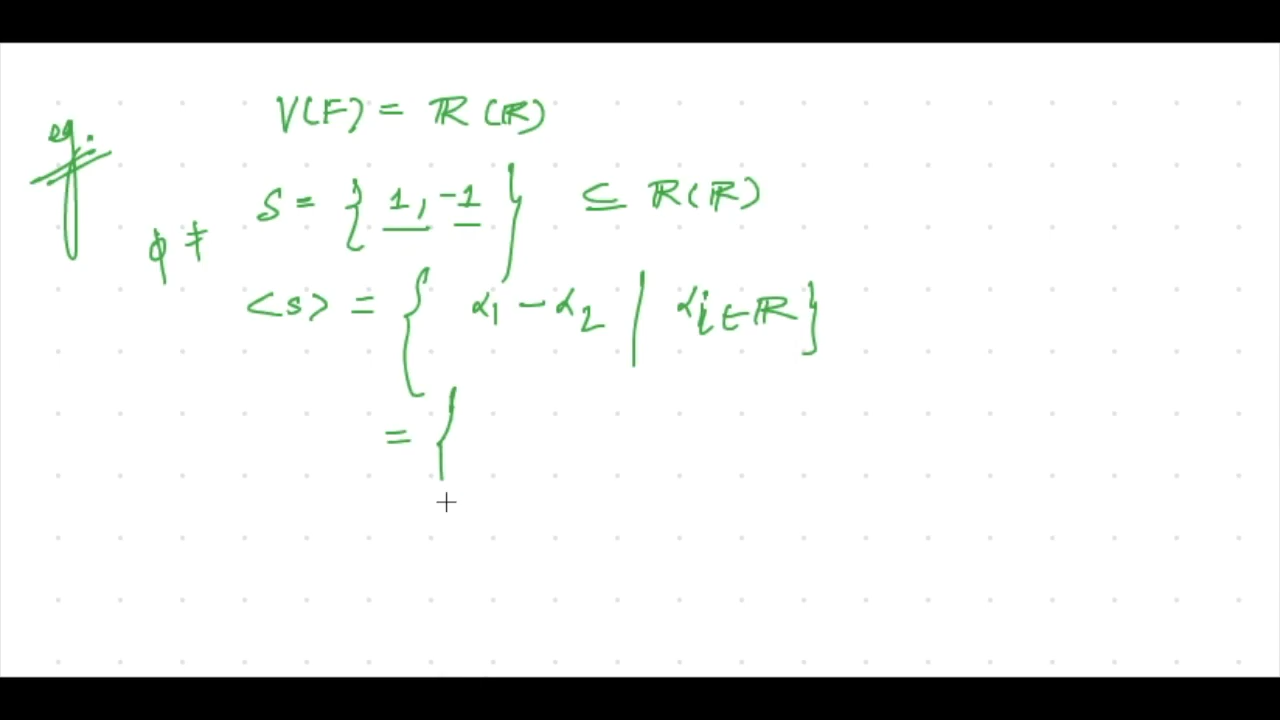 eg.
V(F) = ℝ (ℝ)
ϕ ≠ S = { 1, -1 } ⊆ ℝ(ℝ)
<s> = { α₁ - α₂ | αᵢ ∈ ℝ }
= {